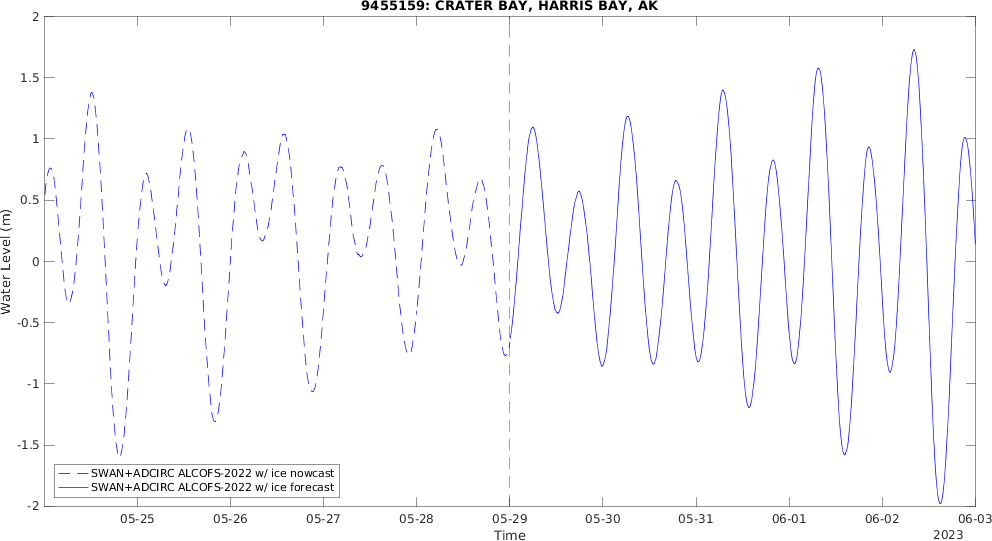 9455159: CRATER BAY, HARRIS BAY, AK
2
1.5
1
0.5
0
-0.5
-1
-1.5
-2
Water Level (m)
SWAN+ADCIRC ALCOFS-2022 w/ ice nowcast
SWAN+ADCIRC ALCOFS-2022 w/ ice forecast
05-25 05-26 05-27 05-28 05-29 05-30 05-31 06-01 06-02 06-03
Time
2023